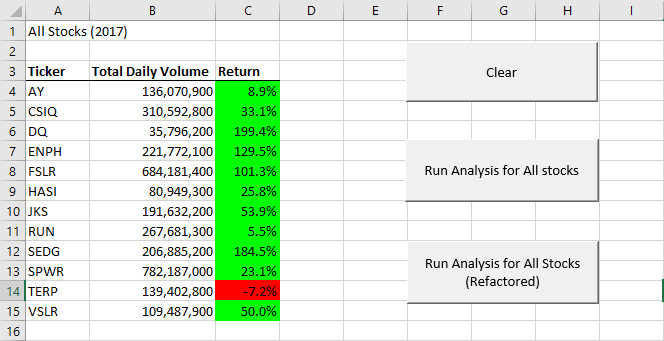 A B C D E F G H I
1 All Stocks (2017)
2
3 Ticker Total Daily Volume Return
Clear
4 AY 136,070,900 8.9%
5 CSIQ 310,592,800 33.1%
6 DQ 35,796,200 199.4%
7 ENPH 221,772,100 129.5%
8 FSLR 684,181,400 101.3%
Run Analysis for All stocks
9 HASI 80,949,300 25.8%
10 JKS 191,632,200 53.9%
11 RUN 267,681,300 5.5%
12 SEDG 206,885,200 184.5%
13 SPWR 782,187,000 23.1%
Run Analysis for All Stocks
(Refactored)
14 TERP 139,402,800 -7.2%
15 VSLR 109,487,900 50.0%
16